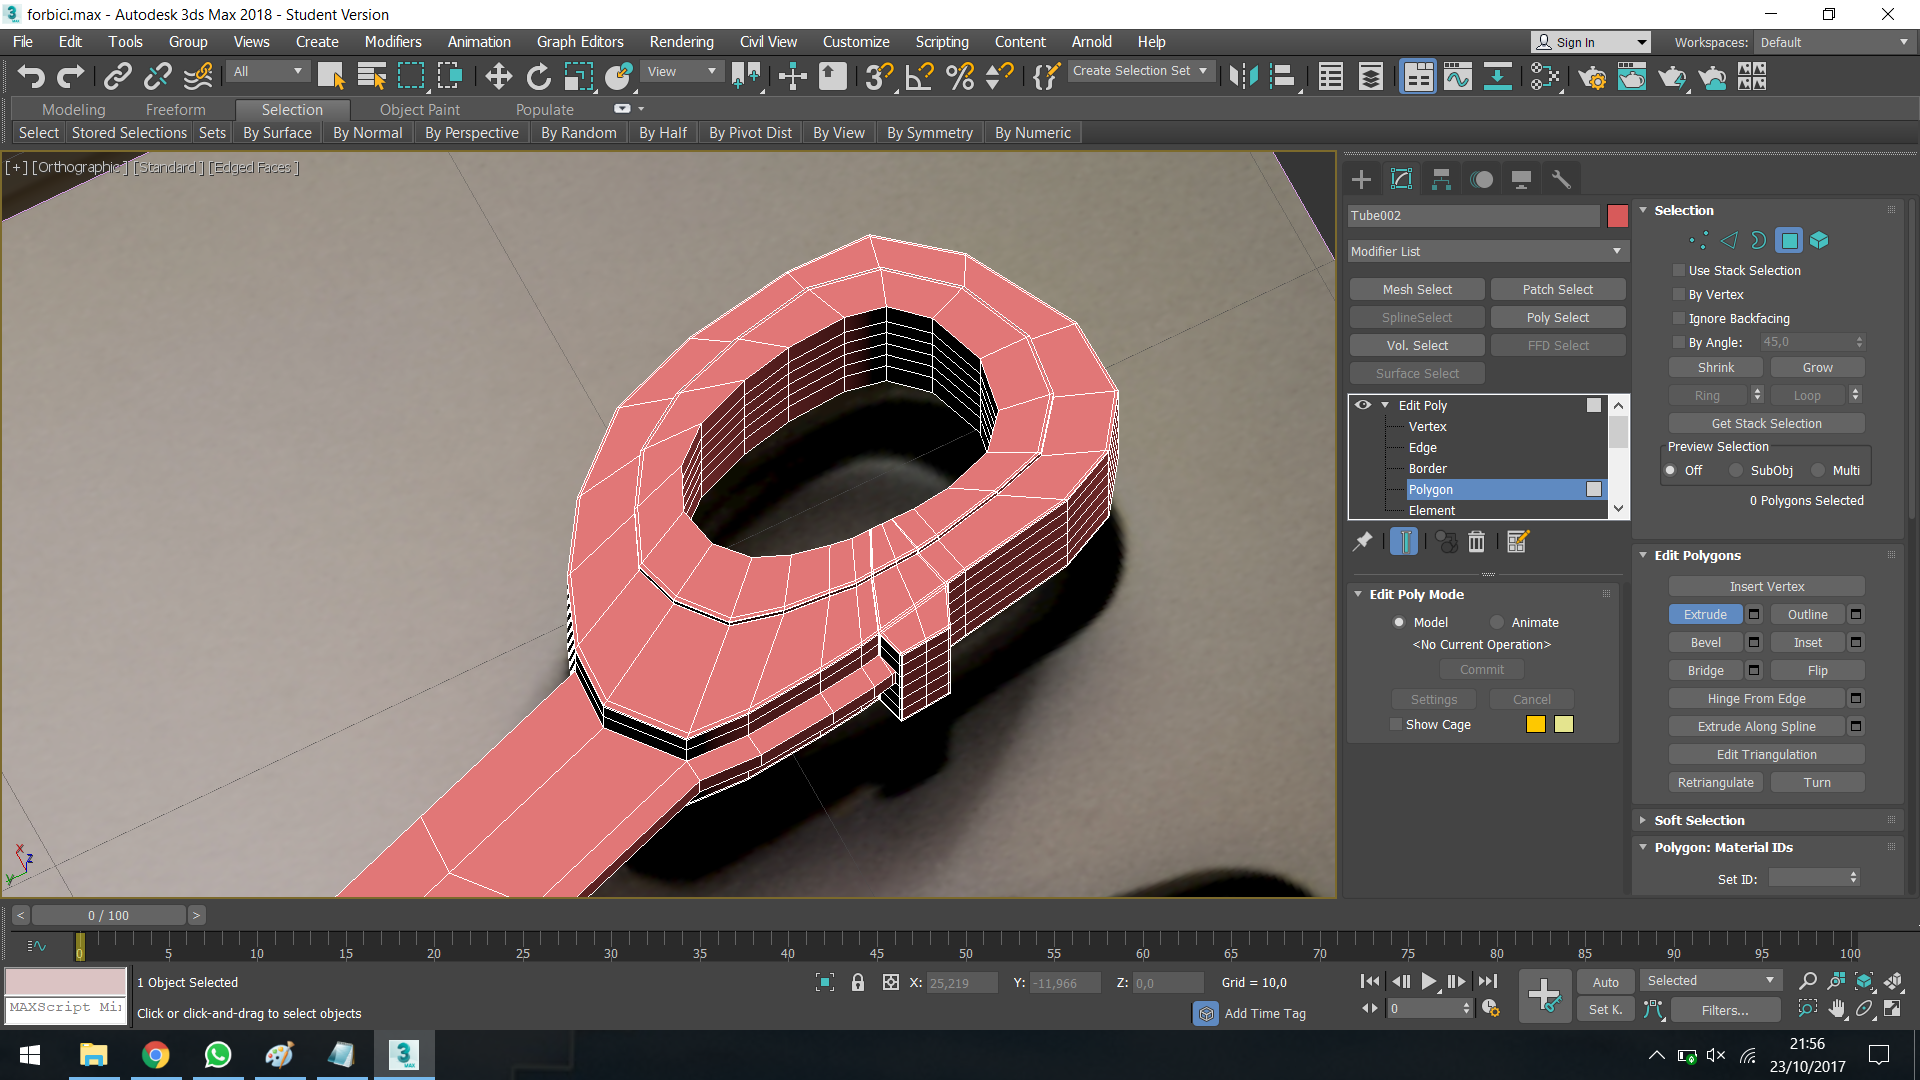 forbici.max - Autodesk 3ds Max 2018 - Student Version
File Edit Tools Group Views Create Modifiers Animation Graph Editors Rendering Civil View Customize Scripting Content Arnold Help Sign In Workspaces: Default
All View Create Selection Set
Modeling Freeform Selection Object Paint Populate
Select Stored Selections Sets By Surface By Normal By Perspective By Random By Half By Pivot Dist By View By Symmetry By Numeric
[+] [Orthographic] [Standard] [Edged Faces]
Tube002
Modifier List
Mesh Select Patch Select
SplineSelect Poly Select
Vol. Select FFD Select
Surface Select
Edit Poly
Vertex
Edge
Border
Polygon
Element
Edit Poly Mode
Model Animate
<No Current Operation>
Commit
Settings Cancel
Show Cage
Selection
Use Stack Selection
By Vertex
Ignore Backfacing
By Angle: 45,0
Shrink Grow
Ring Loop
Get Stack Selection
Preview Selection
Off SubObj Multi
0 Polygons Selected
Edit Polygons
Insert Vertex
Extrude Outline
Bevel Inset
Bridge Flip
Hinge From Edge
Extrude Along Spline
Edit Triangulation
Retriangulate Turn
Soft Selection
Polygon: Material IDs
Set ID:
x z y
< 0 / 100 >
0 5 10 15 20 25 30 35 40 45 50 55 60 65 70 75 80 85 90 95 100
1 Object Selected X: 25,219 Y: -11,966 Z: 0,0 Grid = 10,0 Auto Selected
MAXScript Mi
Click or click-and-drag to select objects Add Time Tag 0 Set K. Filters...
3
MAX
21:56
23/10/2017